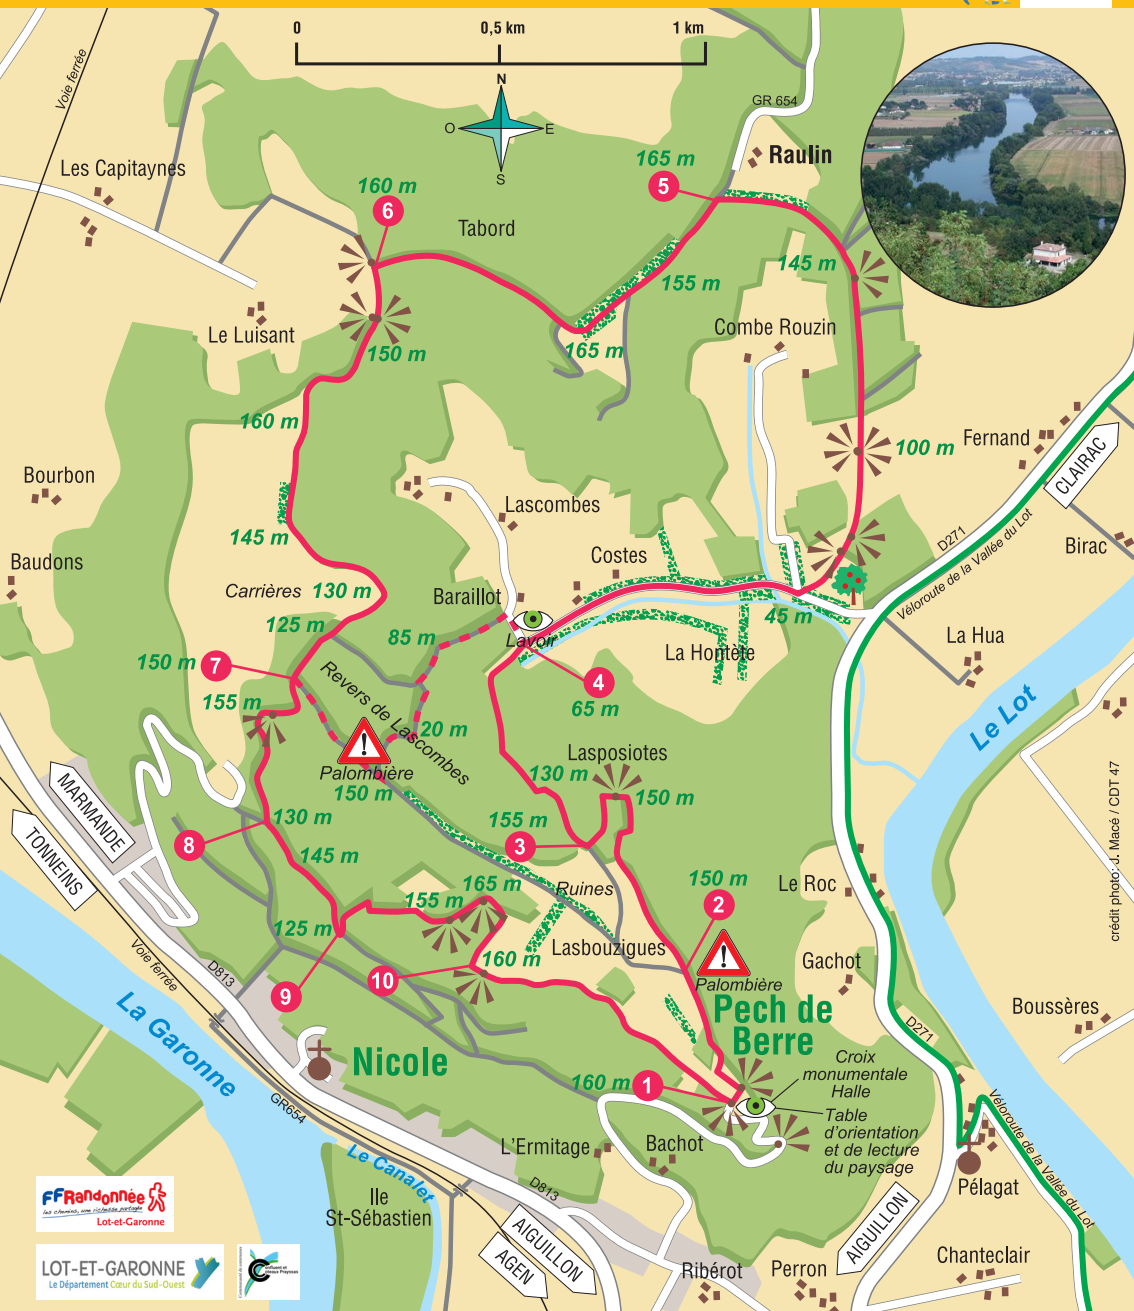 0
0,5 km
1 km
N
O
E
S
Voie ferrée
GR 654
Raulin
165 m
5
Les Capitaynes
160 m
6
Tabord
145 m
155 m
Le Luisant
150 m
165 m
Combe Rouzin
160 m
Fernand
100 m
CLAIRAC
Bourbon
Lascombes
145 m
D271
Véloroute de la Vallée du Lot
Birac
Baudons
Costes
Carrières
130 m
Baraillot
125 m
85 m
Lavoir
45 m
La Hontète
La Hua
150 m
7
Revers de Lascombes
4
65 m
155 m
20 m
Le Lot
Palombière
150 m
Lasposiotes
130 m
150 m
MARMANDE
TONNEINS
8
130 m
155 m
3
145 m
crédit photo: J. Macé / CDT 47
165 m
155 m
Ruines
150 m
2
Le Roc
125 m
Lasbouzigues
160 m
Gachot
Voie ferrée
D813
9
10
Palombière
Pech de
Berre
Boussères
La Garonne
Nicole
D271
Croix
monumentale
Halle
160 m
1
GR654
Table
d'orientation
et de lecture
du paysage
Véloroute de la Vallée du Lot
L'Ermitage
Bachot
Le Canalet
D813
Pélagat
Ile
St-Sébastien
AIGUILLON
AGEN
AIGUILLON
Chanteclair
Ribérot
Perron
FFRandonnée
les chemins, une richesse partagée
Lot-et-Garonne
LOT-ET-GARONNE
Le Département Cœur du Sud-Ouest